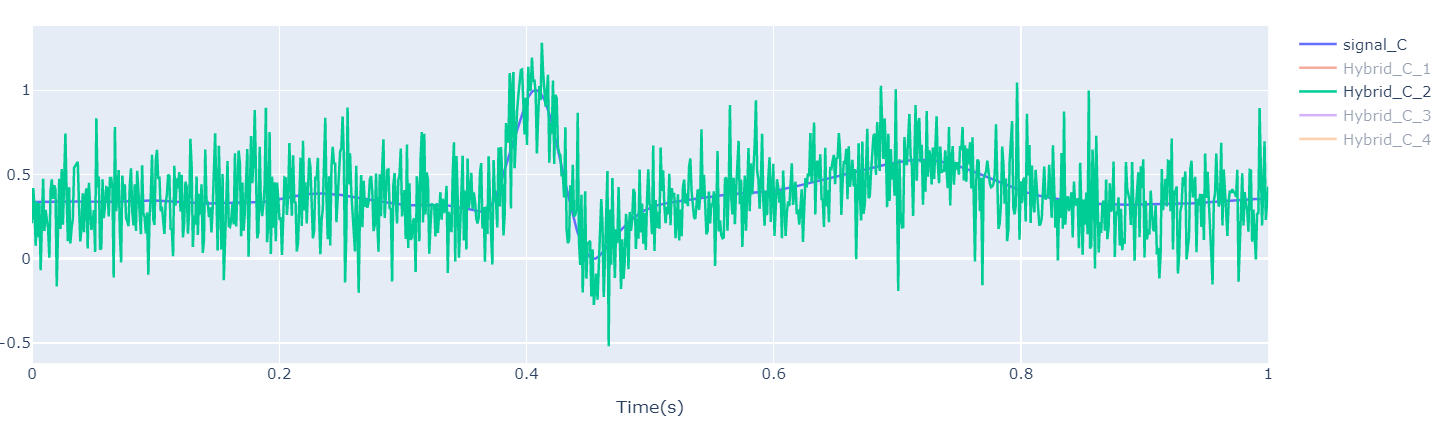 1
0.5
0
−0.5
0
0.2
0.4
0.6
0.8
1
Time(s)
signal_C
Hybrid_C_1
Hybrid_C_2
Hybrid_C_3
Hybrid_C_4